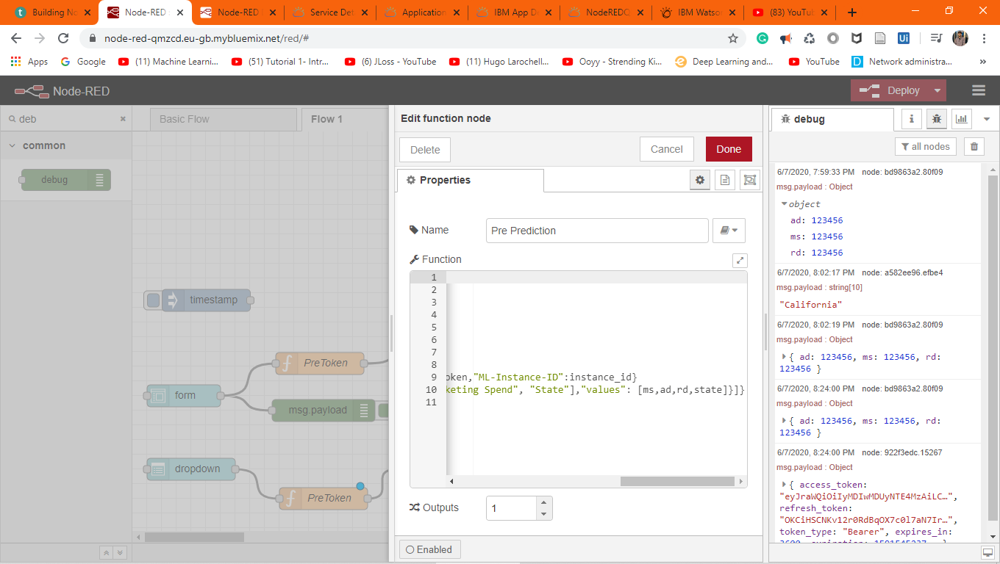 Building No
Node-RED :
Node-RED
Service Det
Application
IBM App De
NodeREDQ
IBM Watso
(83) YouTu
node-red-qmzcd.eu-gb.mybluemix.net/red/#
Apps
Google
(11) Machine Learni...
(51) Tutorial 1- Intr...
(6) JLoss - YouTube
(11) Hugo Larochell...
Ooyy - Strending Ki...
Deep Learning and...
YouTube
Network administra...
»
Node-RED
Deploy
deb
common
debug
Basic Flow
Flow 1
timestamp
PreToken
form
msg.payload
dropdown
PreToken
Edit function node
Delete
Cancel
Done
Properties
Name
Pre Prediction
Function
1
2
3
4
5
6
7
8
9 oken,"ML-Instance-ID":instance_id}
10 keting Spend", "State"],"values": [ms,ad,rd,state]}]}
11
Outputs
1
Enabled
debug
all nodes
6/7/2020, 7:59:33 PM node: bd9863a2.80f09
msg.payload : Object
object
ad: 123456
ms: 123456
rd: 123456
6/7/2020, 8:02:17 PM node: a582ee96.efbe4
msg.payload : string[10]
"California"
6/7/2020, 8:02:19 PM node: bd9863a2.80f09
msg.payload : Object
{ ad: 123456, ms: 123456, rd:
123456 }
6/7/2020, 8:24:00 PM node: bd9863a2.80f09
msg.payload : Object
{ ad: 123456, ms: 123456, rd:
123456 }
6/7/2020, 8:24:00 PM node: 922f3edc.15267
msg.payload : Object
{ access_token:
"eyJraWQiOiIyMDIwMDUyNTE4MzAiLC…",
refresh_token:
"OKCiHSCNKv12r0RdBqOX7c0l7aN7Ir…",
token_type: "Bearer", expires_in: